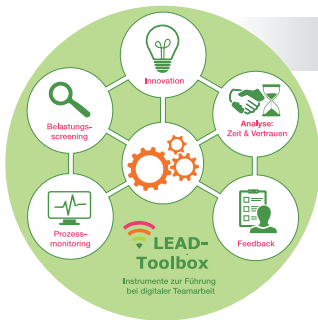 Innovation
Belastungs-
screening
Analyse:
Zeit & Vertrauen
Prozess-
monitoring
Feedback
LEAD-
Toolbox
Instrumente zur Führung
bei digitaler Teamarbeit